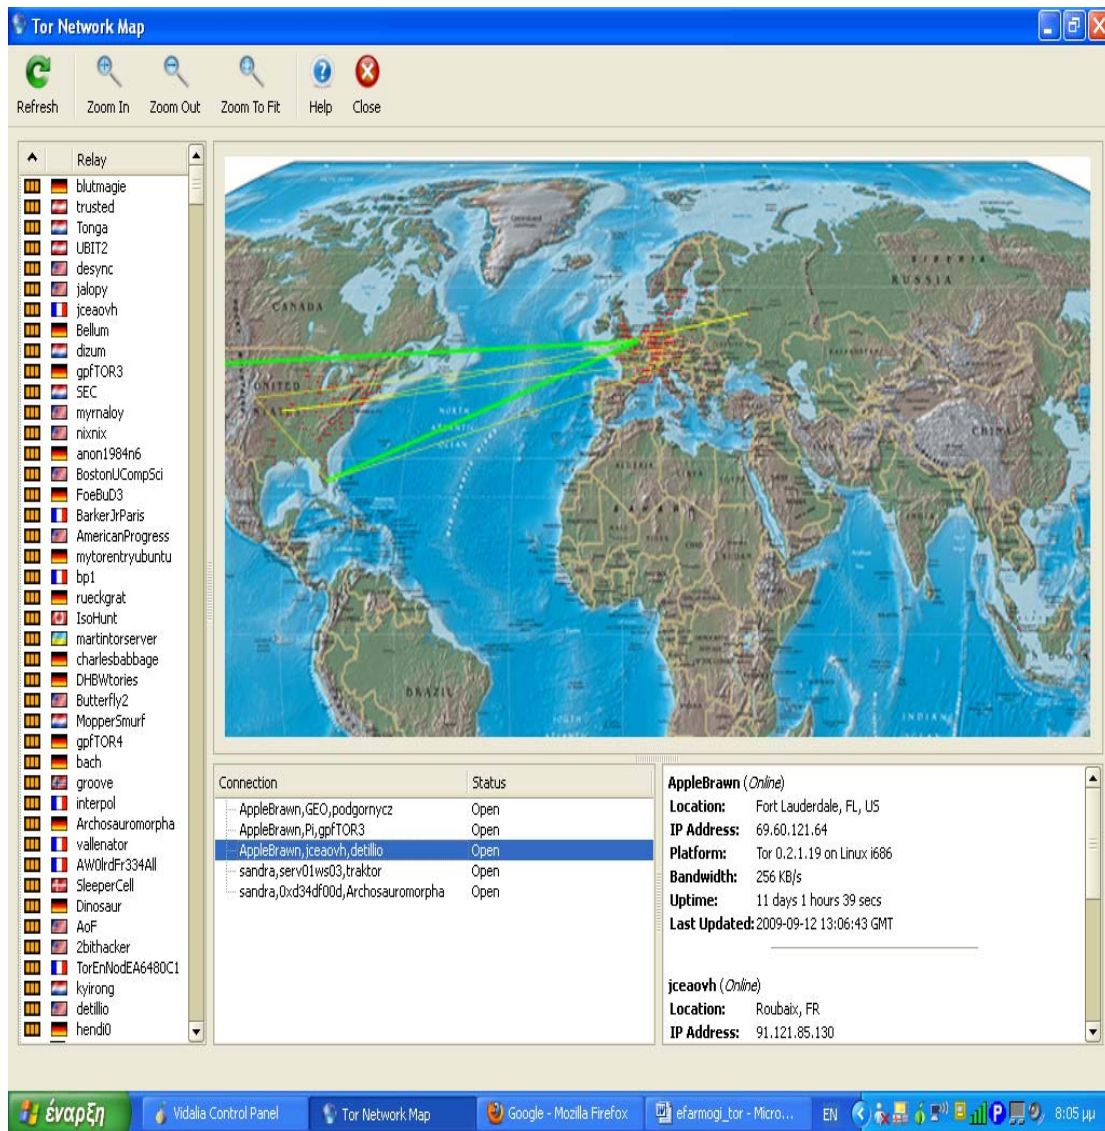 Tor Network Map
Refresh Zoom In Zoom Out Zoom To Fit Help Close
Relay
blutmagie
trusted
Tonga
UBIT2
desync
jalopy
jceaovh
Bellum
dizum
gpfTOR3
SEC
myrnaloy
nixnix
anon1984n6
BostonUCompSci
FoeBuD3
BarkerJrParis
AmericanProgress
mytorentryubuntu
bp1
rueckgrat
IsoHunt
martintorserver
charlesbabbage
DHBWtories
Butterfly2
MopperSmurf
gpfTOR4
bach
groove
interpol
Archosauromorpha
vallenator
AW0lrdFr334All
SleeperCell
Dinosaur
AoF
2bithacker
TorEnNodEA6480C1
kyirong
detillio
hendi0
CANADA
RUSSIA
UNITED
NORTH
ATLANTIC
OCEAN
CHINA
ALGERIA
LIBYA
SUDAN
INDIA
BRAZIL
INDIAN
Connection Status
AppleBrawn,GEO,podgornycz Open
AppleBrawn,Pi,gpfTOR3 Open
AppleBrawn,jceaovh,detillio Open
sandra,serv01ws03,traktor Open
sandra,0xd34df00d,Archosauromorpha Open
AppleBrawn (Online)
Location: Fort Lauderdale, FL, US
IP Address: 69.60.121.64
Platform: Tor 0.2.1.19 on Linux i686
Bandwidth: 256 KB/s
Uptime: 11 days 1 hours 39 secs
Last Updated: 2009-09-12 13:06:43 GMT
jceaovh (Online)
Location: Roubaix, FR
IP Address: 91.121.85.130
έναρξη Vidalia Control Panel Tor Network Map Google - Mozilla Firefox efarmogi_tor - Micro... EN 8:05 μμ